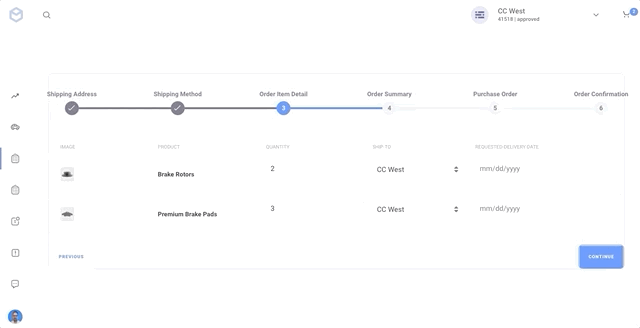 CC West
41518 | approved
3
Shipping Address
Shipping Method
Order Item Detail
Order Summary
Purchase Order
Order Confirmation
3
4
5
6
IMAGE
PRODUCT
QUANTITY
SHIP TO
REQUESTED DELIVERY DATE
Brake Rotors
2
CC West
mm/dd/yyyy
Premium Brake Pads
3
CC West
mm/dd/yyyy
PREVIOUS
CONTINUE